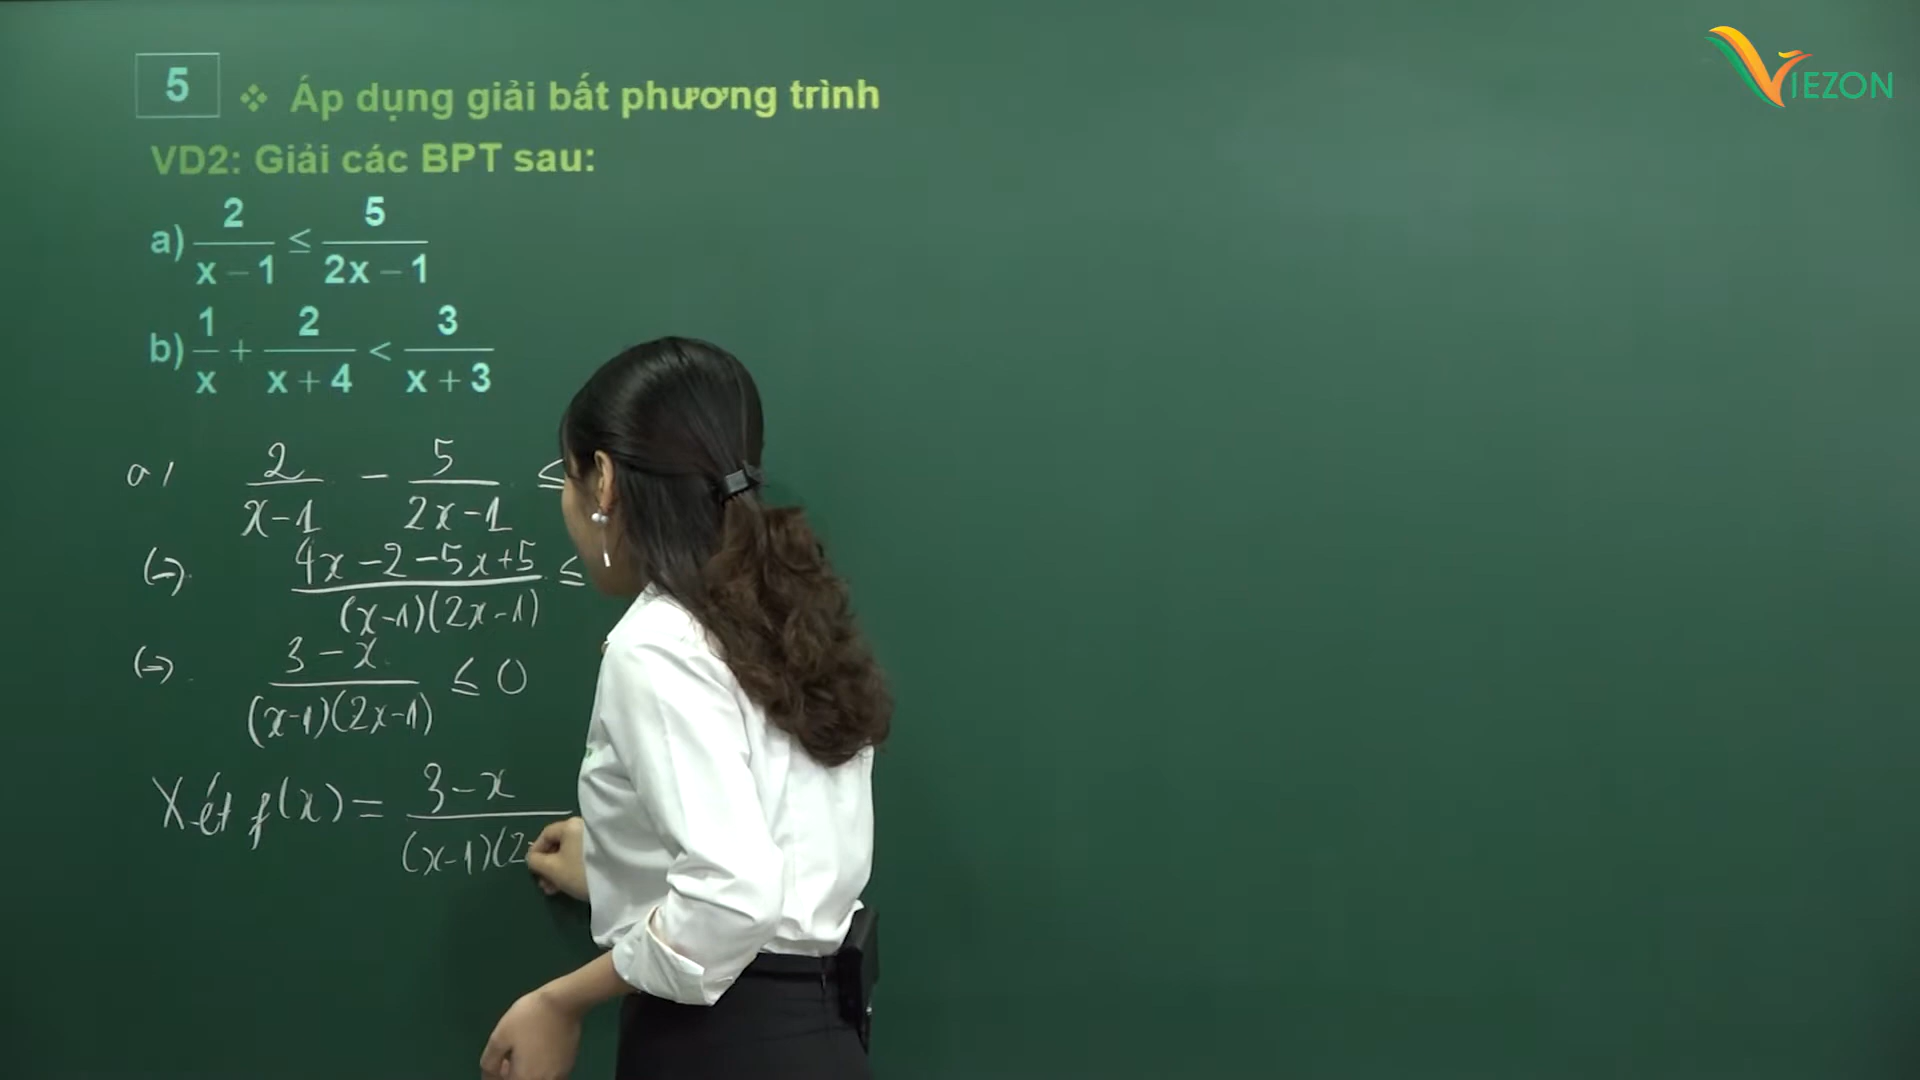 5 ❖ Áp dụng giải bất phương trình
VIEZON
VD2: Giải các BPT sau:
a) 2/(x − 1) ≤ 5/(2x − 1)
b) 1/x + 2/(x + 4) < 3/(x + 3)
a/ 2/(x-1) - 5/(2x-1) ≤
(=) (4x-2-5x+5)/((x-1)(2x-1)) ≤
(=) (3-x)/((x-1)(2x-1)) ≤ 0
Xét f(x) = (3-x)/((x-1)(2